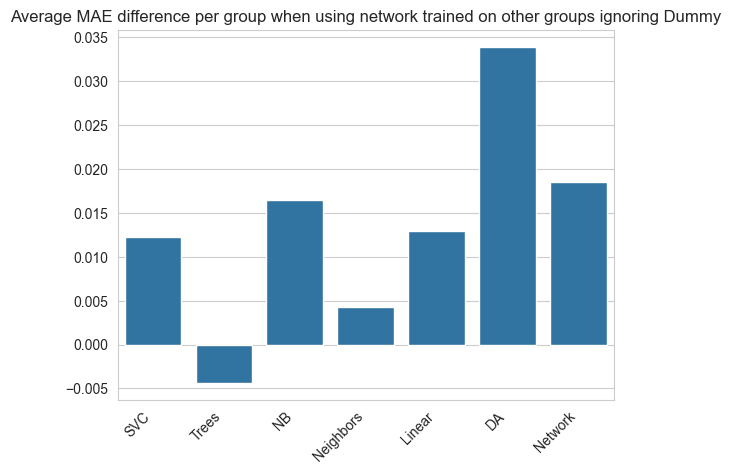 Average MAE difference per group when using network trained on other groups ignoring Dummy
0.035
0.030
0.025
0.020
0.015
0.010
0.005
0.000
−0.005
SVC
Trees
NB
Neighbors
Linear
DA
Network